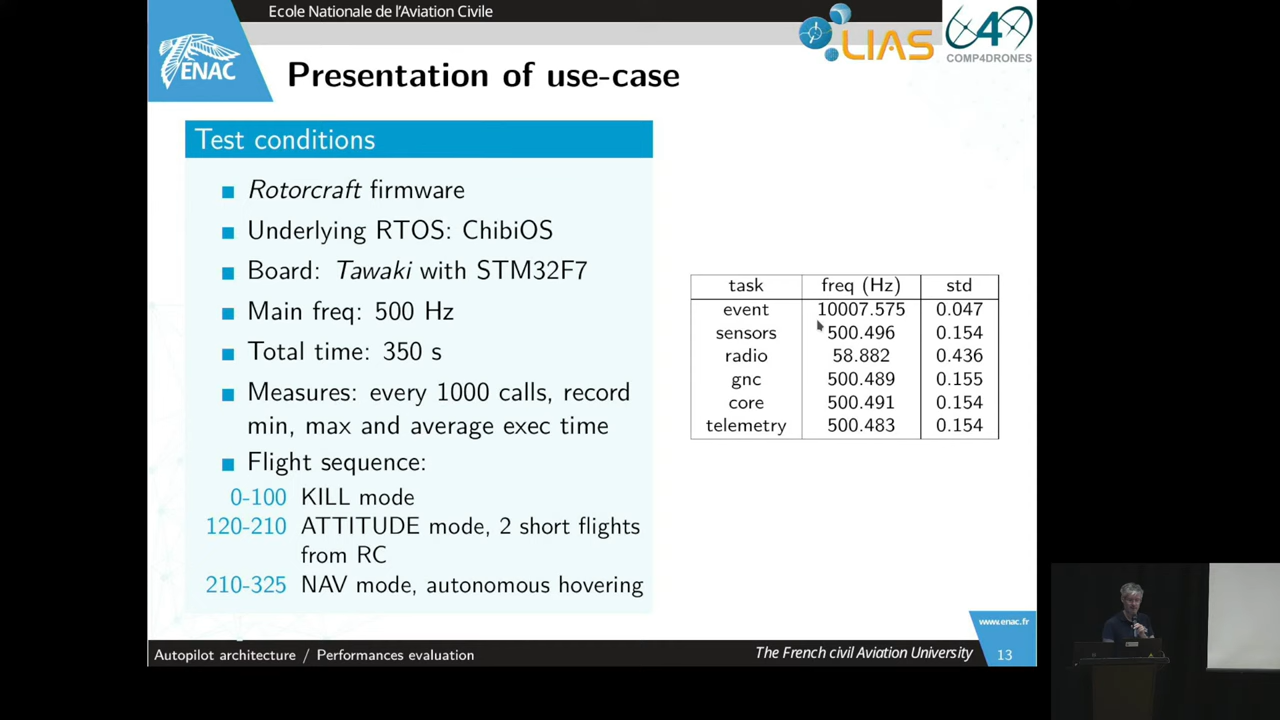 Ecole Nationale de l'Aviation Civile
ENAC
LIAS
C4D
COMP4DRONES
Presentation of use-case
Test conditions
Rotorcraft firmware
Underlying RTOS: ChibiOS
Board: Tawaki with STM32F7
Main freq: 500 Hz
Total time: 350 s
Measures: every 1000 calls, record
min, max and average exec time
Flight sequence:
0-100 KILL mode
120-210 ATTITUDE mode, 2 short flights
from RC
210-325 NAV mode, autonomous hovering
task freq (Hz) std
event 10007.575 0.047
sensors 500.496 0.154
radio 58.882 0.436
gnc 500.489 0.155
core 500.491 0.154
telemetry 500.483 0.154
www.enac.fr
Autopilot architecture / Performances evaluation
The French civil Aviation University
13